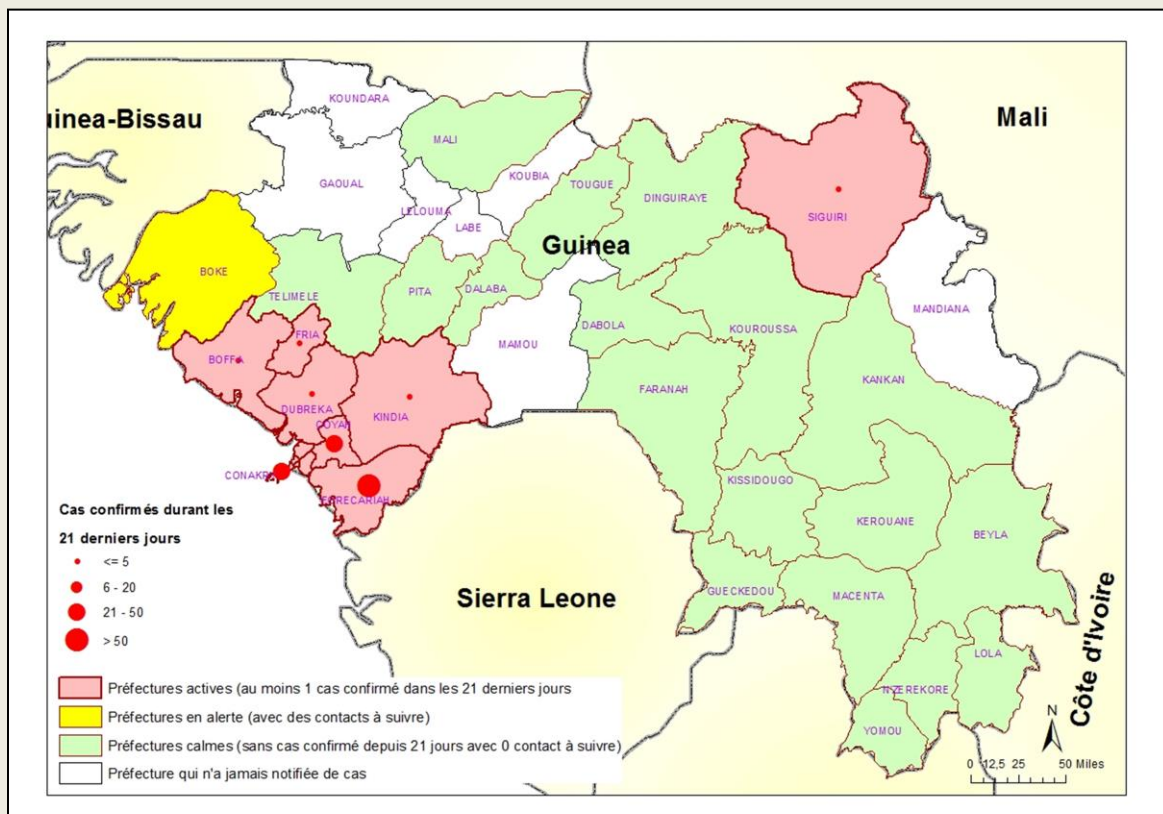 uinea-Bissau
KOUNDARA
MALI
Mali
GAOUAL
KOUBIA
TOUGUE
DINGUIRAYE
LELOUMA
LABE
SIGUIRI
Guinea
BOKE
TELIMELE
PITA
DALABA
MANDIANA
DABOLA
KOUROUSSA
FRIA
MAMOU
BOFFA
KANKAN
FARANAH
DUBREKA
KINDIA
COYAH
CONAKR
FORECARIAH
KISSIDOUGO
KEROUANE
BEYLA
Sierra Leone
GUECKEDOU
MACENTA
Côte d'Ivoire
LOLA
NZEREKORE
YOMOU
Cas confirmés durant les
21 derniers jours
<= 5
6 - 20
21 - 50
> 50
Préfectures actives (au moins 1 cas confirmé dans les 21 derniers jours
Préfectures en alerte (avec des contacts à suivre)
Préfectures calmes (sans cas confirmé depuis 21 jours avec 0 contact à suivre)
Préfecture qui n'a jamais notifiée de cas
N
0 12,5 25 50 Miles